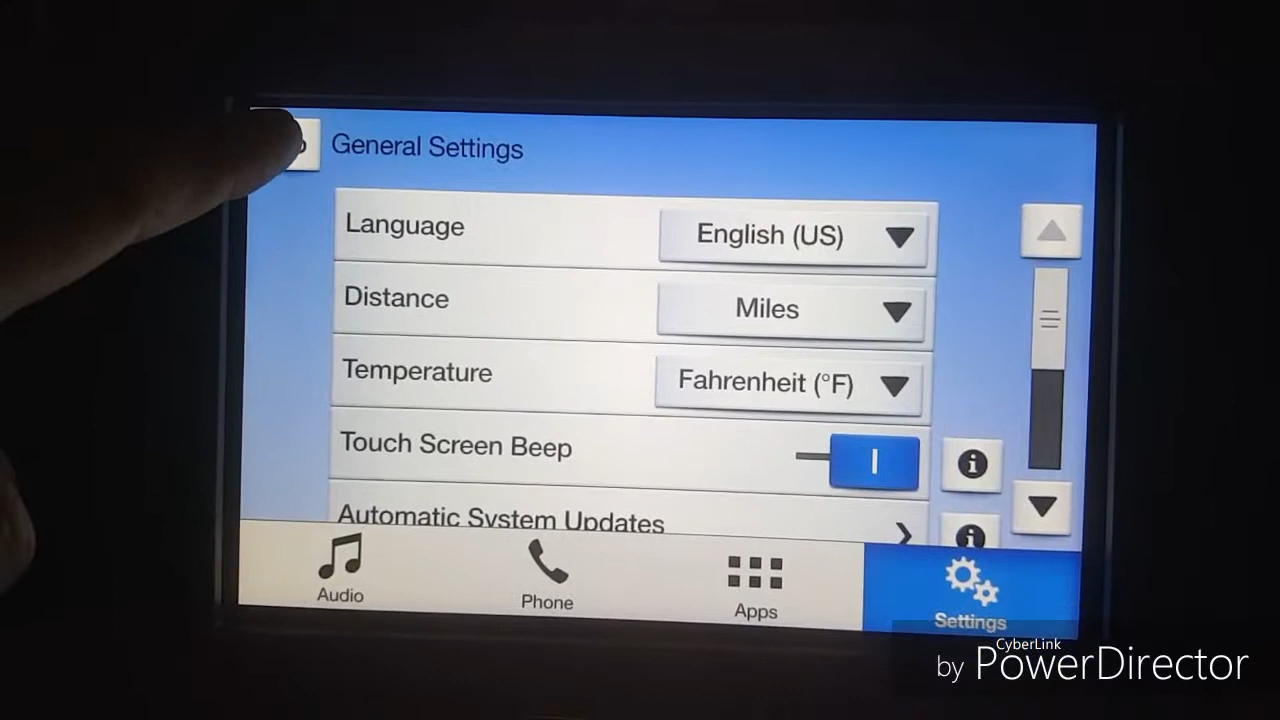 General Settings
Language
English (US)
Distance
Miles
Temperature
Fahrenheit (°F)
Touch Screen Beep
Automatic System Updates
Audio
Phone
Apps
Settings
CyberLink
by PowerDirector